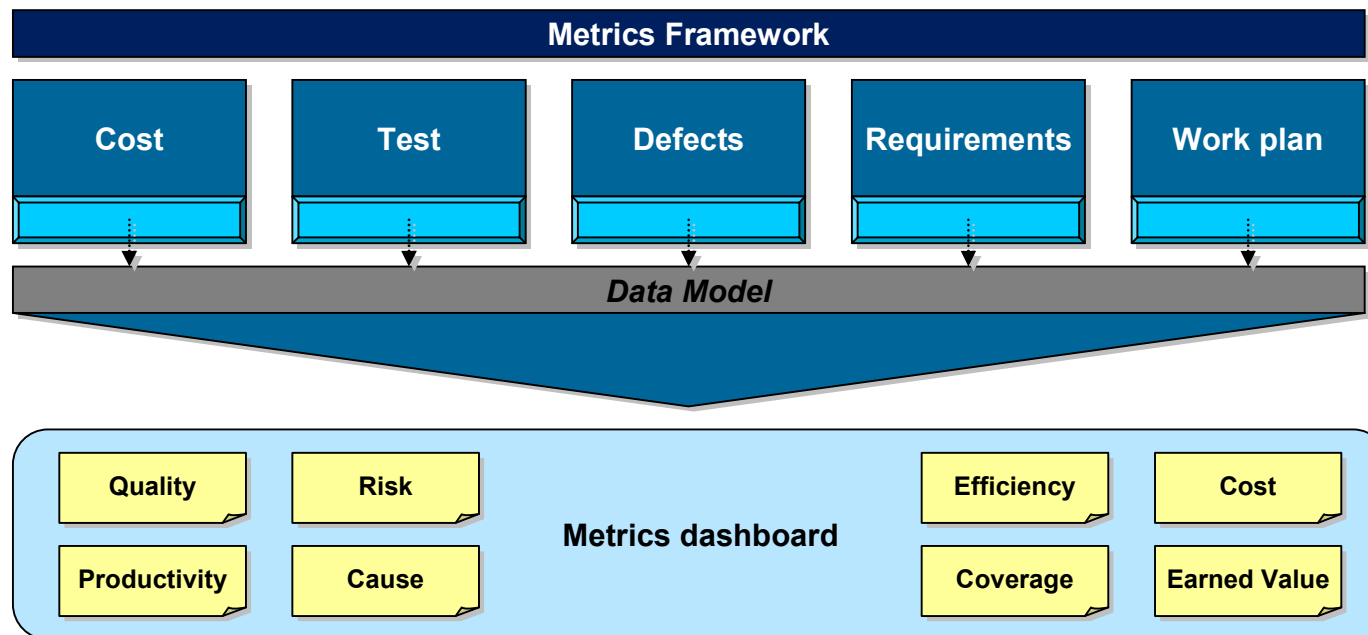 Metrics Framework
Cost
Test
Defects
Requirements
Work plan
Data Model
Quality
Risk
Efficiency
Cost
Metrics dashboard
Productivity
Cause
Coverage
Earned Value